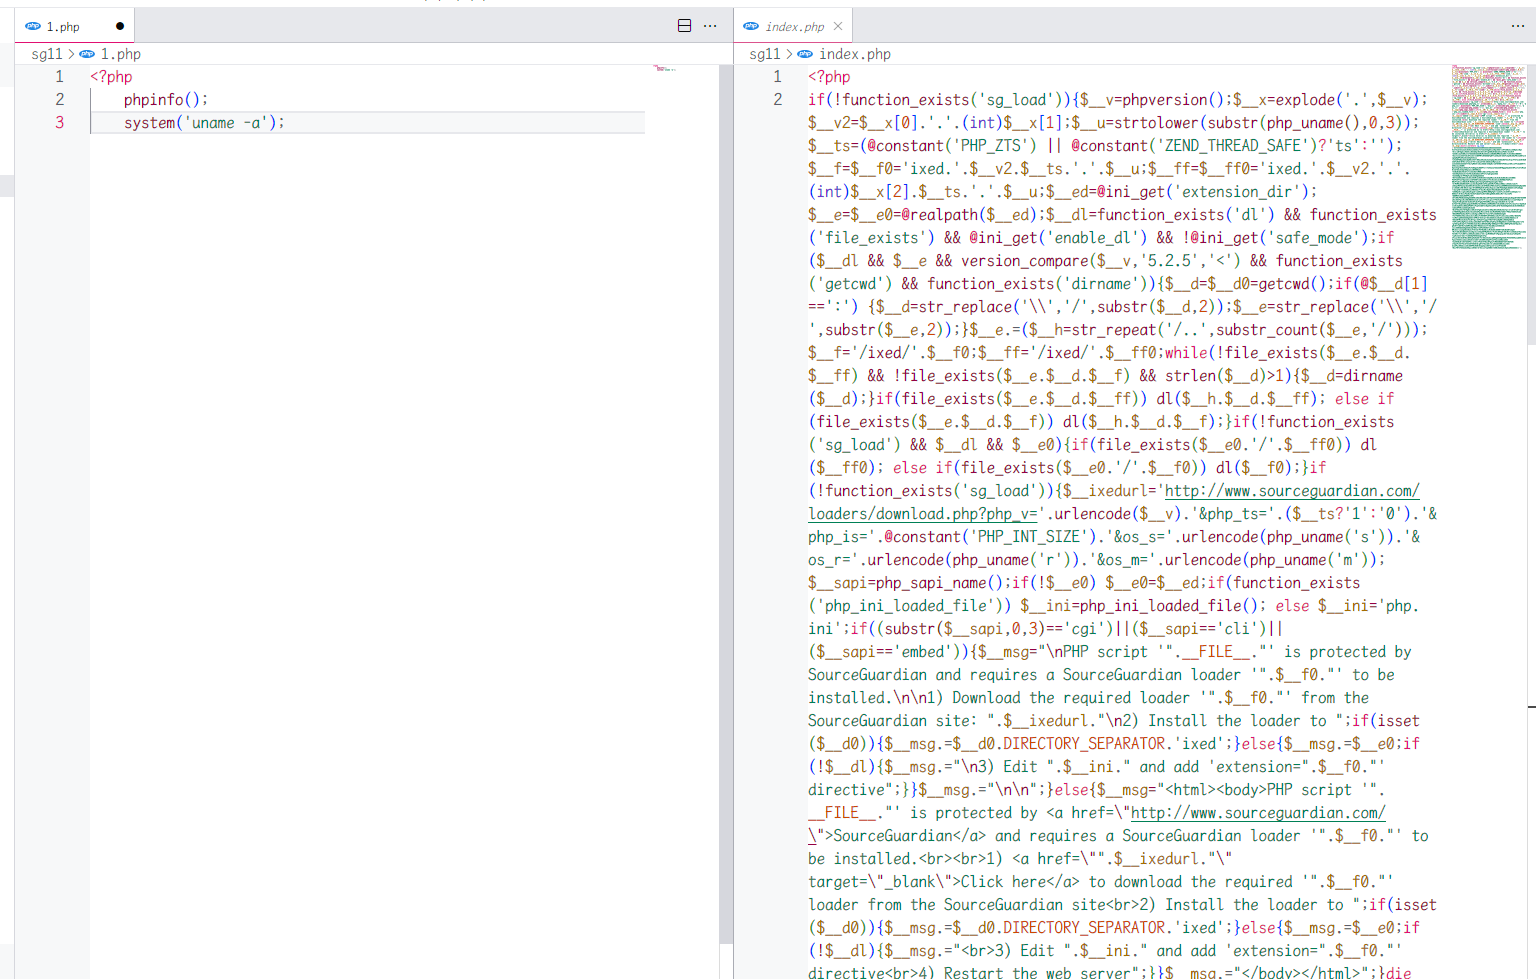 1.php
sg11 > 1.php
1 <?php
2 phpinfo();
3 system('uname -a');
index.php
sg11 > index.php
1 <?php
2 if(!function_exists('sg_load')){$__v=phpversion();$__x=explode('.',$__v);
$__v2=$__x[0].'.'.(int)$__x[1];$__u=strtolower(substr(php_uname(),0,3));
$__ts=(@constant('PHP_ZTS') || @constant('ZEND_THREAD_SAFE')?'ts':'');
$__f=$__f0='ixed.'.$__v2.$__ts.'.'.$__u;$__ff=$__ff0='ixed.'.$__v2.'.'.
(int)$__x[2].$__ts.'.'.$__u;$__ed=@ini_get('extension_dir');
$__e=$__e0=@realpath($__ed);$__dl=function_exists('dl') && function_exists
('file_exists') && @ini_get('enable_dl') && !@ini_get('safe_mode');if
($__dl && $__e && version_compare($__v,'5.2.5','<') && function_exists
('getcwd') && function_exists('dirname')){$__d=$__d0=getcwd();if(@$__d[1]
==':') {$__d=str_replace('\\','/',substr($__d,2));$__e=str_replace('\\','/
',substr($__e,2));}$__e.=($__h=str_repeat('/..',substr_count($__e,'/')));
$__f='/ixed/'.$__f0;$__ff='/ixed/'.$__ff0;while(!file_exists($__e.$__d.
$__ff) && !file_exists($__e.$__d.$__f) && strlen($__d)>1){$__d=dirname
($__d);}if(file_exists($__e.$__d.$__ff)) dl($__h.$__d.$__ff); else if
(file_exists($__e.$__d.$__f)) dl($__h.$__d.$__f);}if(!function_exists
('sg_load') && $__dl && $__e0){if(file_exists($__e0.'/'.$__ff0)) dl
($__ff0); else if(file_exists($__e0.'/'.$__f0)) dl($__f0);}if
(!function_exists('sg_load')){$__ixedurl='http://www.sourceguardian.com/
loaders/download.php?php_v='.urlencode($__v).'&php_ts='.($__ts?'1':'0').'&
php_is='.@constant('PHP_INT_SIZE').'&os_s='.urlencode(php_uname('s')).'&
os_r='.urlencode(php_uname('r')).'&os_m='.urlencode(php_uname('m'));
$__sapi=php_sapi_name();if(!$__e0) $__e0=$__ed;if(function_exists
('php_ini_loaded_file')) $__ini=php_ini_loaded_file(); else $__ini='php.
ini';if((substr($__sapi,0,3)=='cgi')||($__sapi=='cli')||
($__sapi=='embed')){$__msg="\nPHP script '".__FILE__."' is protected by
SourceGuardian and requires a SourceGuardian loader '".$__f0."' to be
installed.\n\n1) Download the required loader '".$__f0."' from the
SourceGuardian site: ".$__ixedurl."\n2) Install the loader to ";if(isset
($__d0)){$__msg.=$__d0.DIRECTORY_SEPARATOR.'ixed';}else{$__msg.=$__e0;if
(!$__dl){$__msg.="\n3) Edit ".$__ini." and add 'extension=".$__f0."'
directive";}}$__msg.="\n\n";}else{$__msg="<html><body>PHP script '".
__FILE__."' is protected by <a href=\"http://www.sourceguardian.com/
\">SourceGuardian</a> and requires a SourceGuardian loader '".$__f0."' to
be installed.<br><br>1) <a href=\"".$__ixedurl."\"
target=\"_blank\">Click here</a> to download the required '".$__f0."'
loader from the SourceGuardian site<br>2) Install the loader to ";if(isset
($__d0)){$__msg.=$__d0.DIRECTORY_SEPARATOR.'ixed';}else{$__msg.=$__e0;if
(!$__dl){$__msg.="<br>3) Edit ".$__ini." and add 'extension=".$__f0."'
directive<br>4) Restart the web server";}}$__msg.="</body></html>";}die